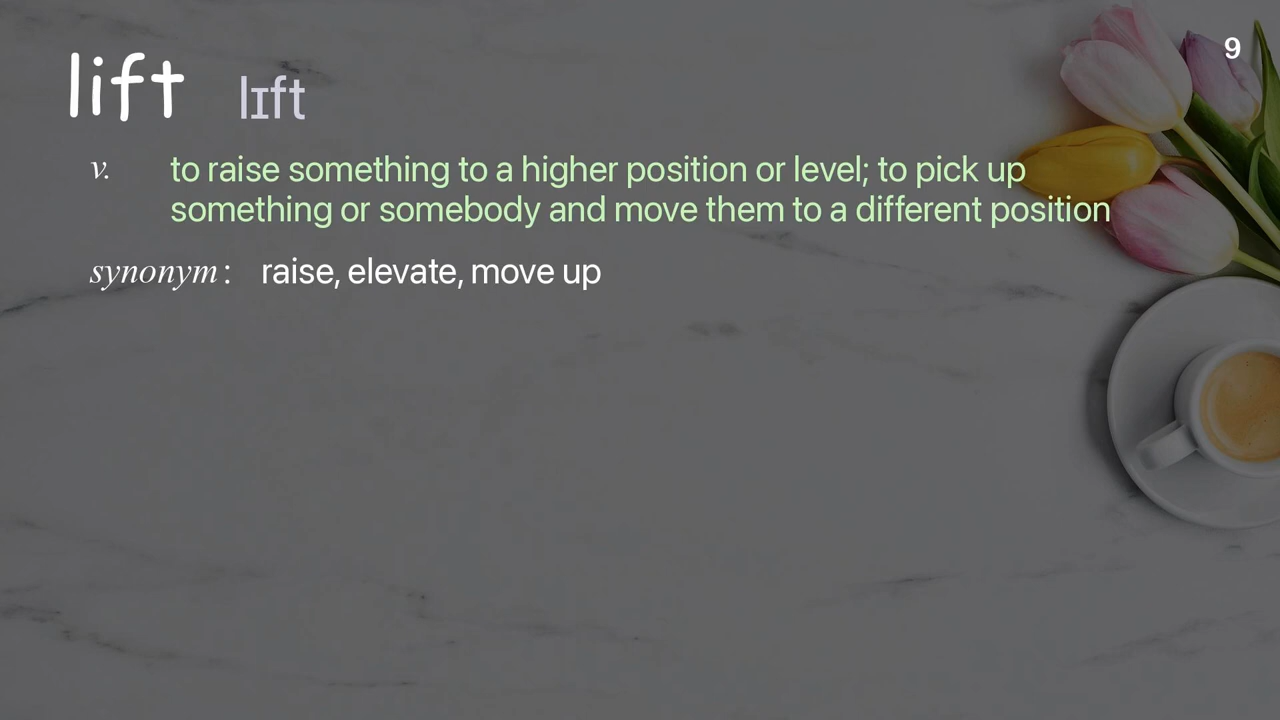 9
lift lɪft
v. to raise something to a higher position or level; to pick up
something or somebody and move them to a different position
synonym: raise, elevate, move up